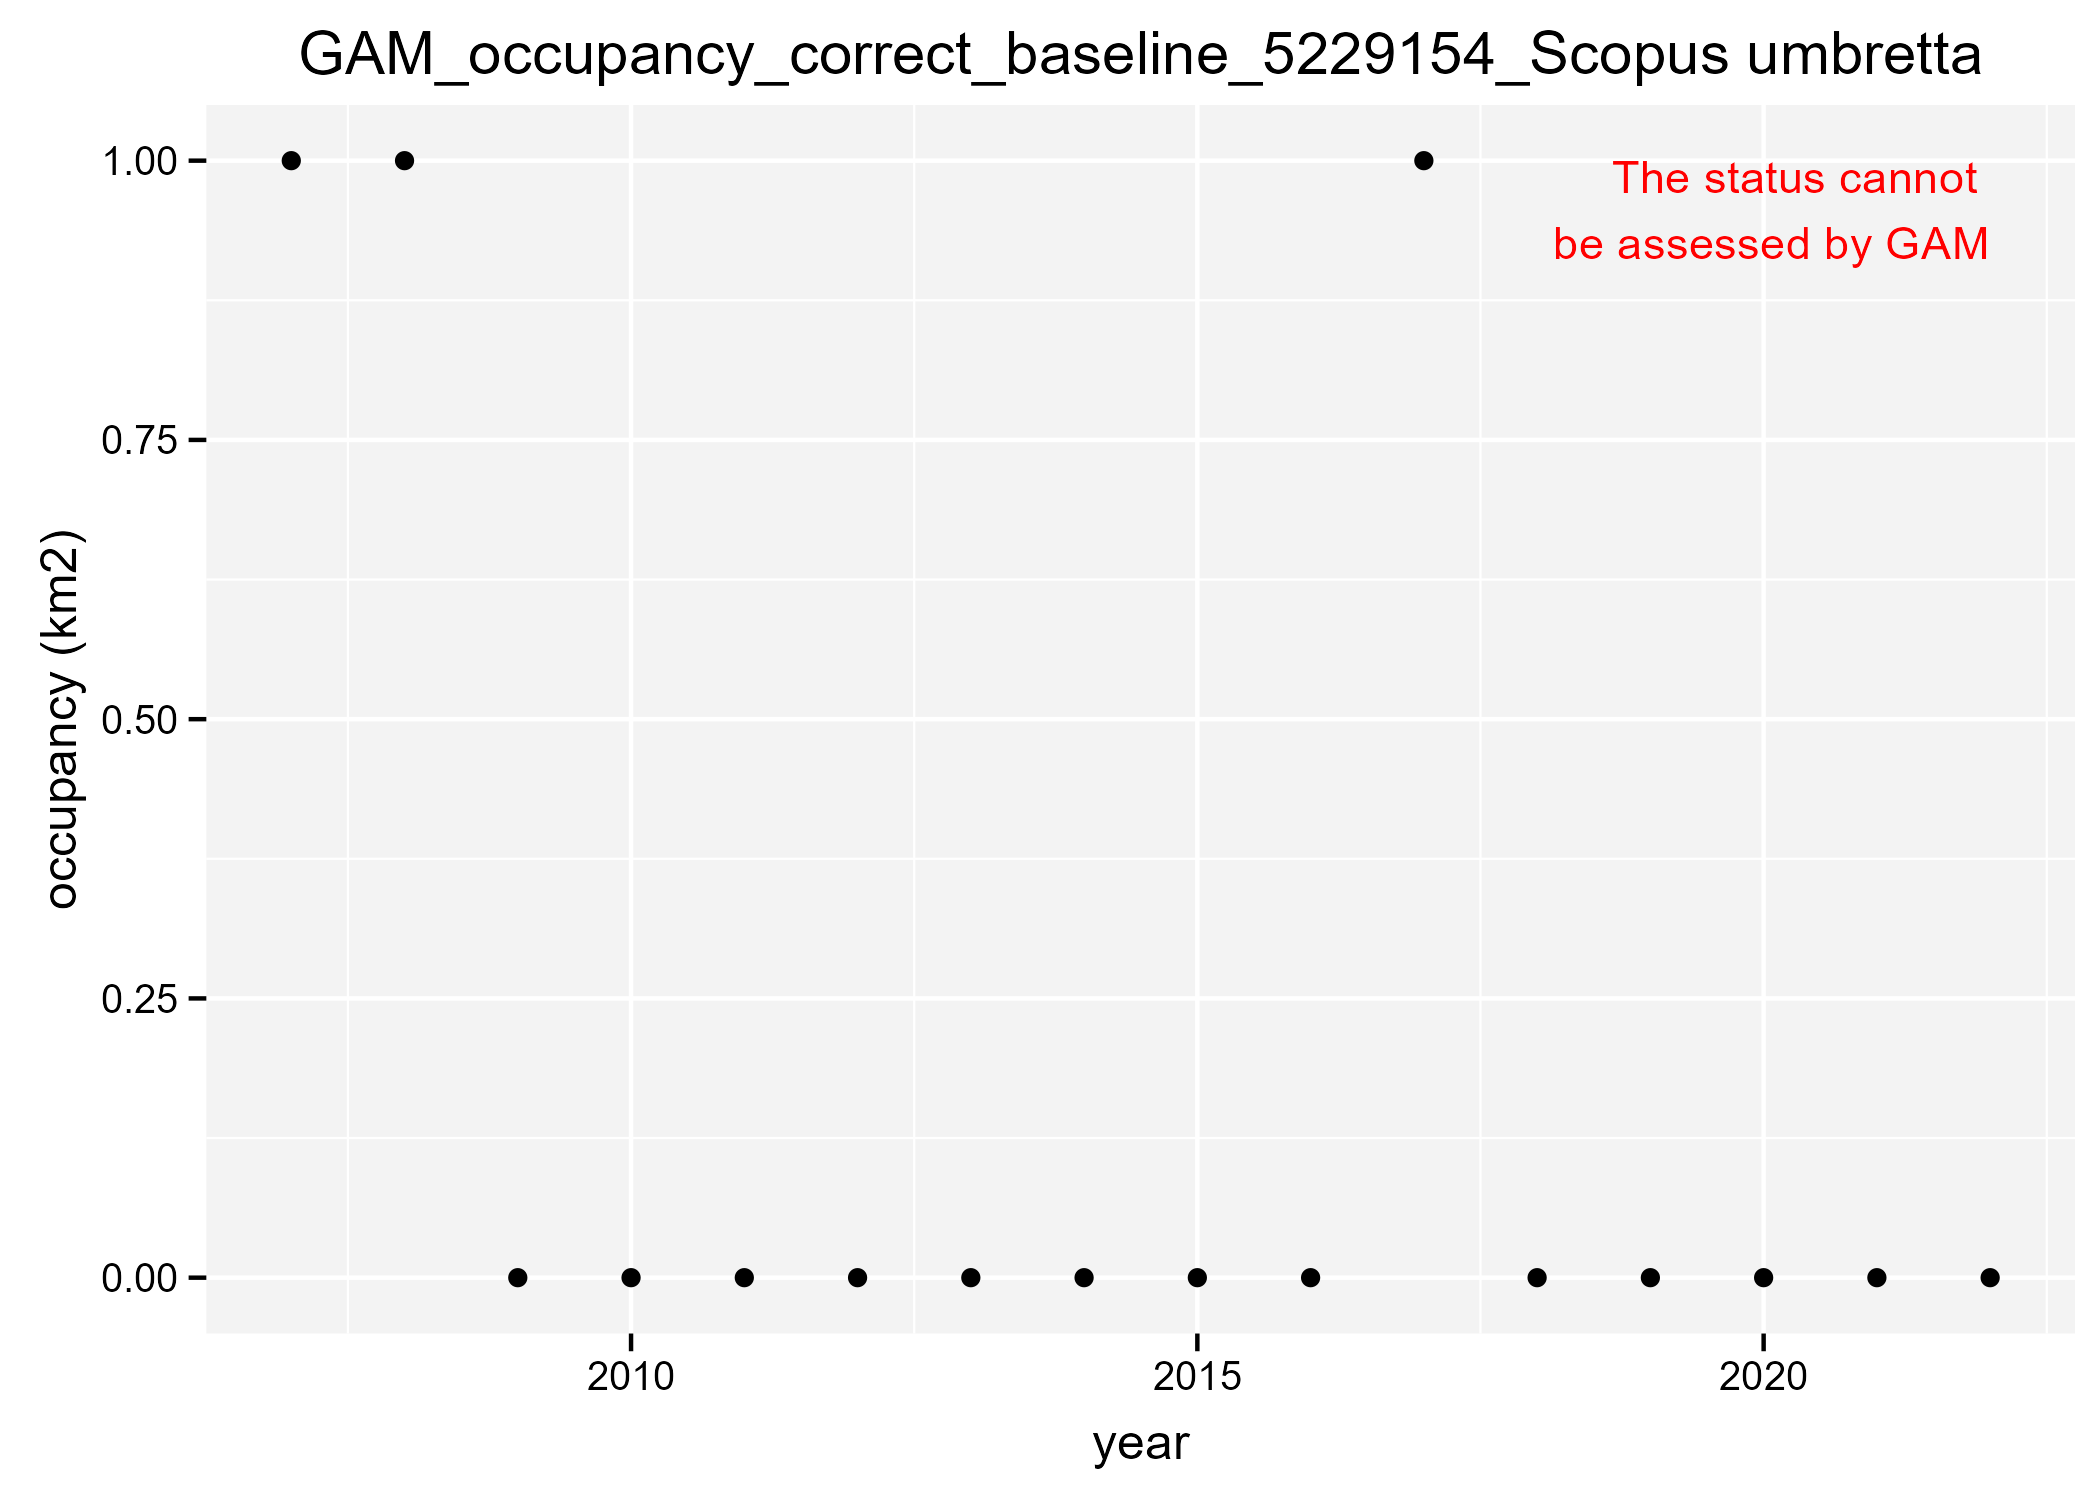 GAM_occupancy_correct_baseline_5229154_Scopus umbretta
1.00
The status cannot
be assessed by GAM
0.75
occupancy (km2)
0.50
0.25
0.00
2010 2015 2020
year